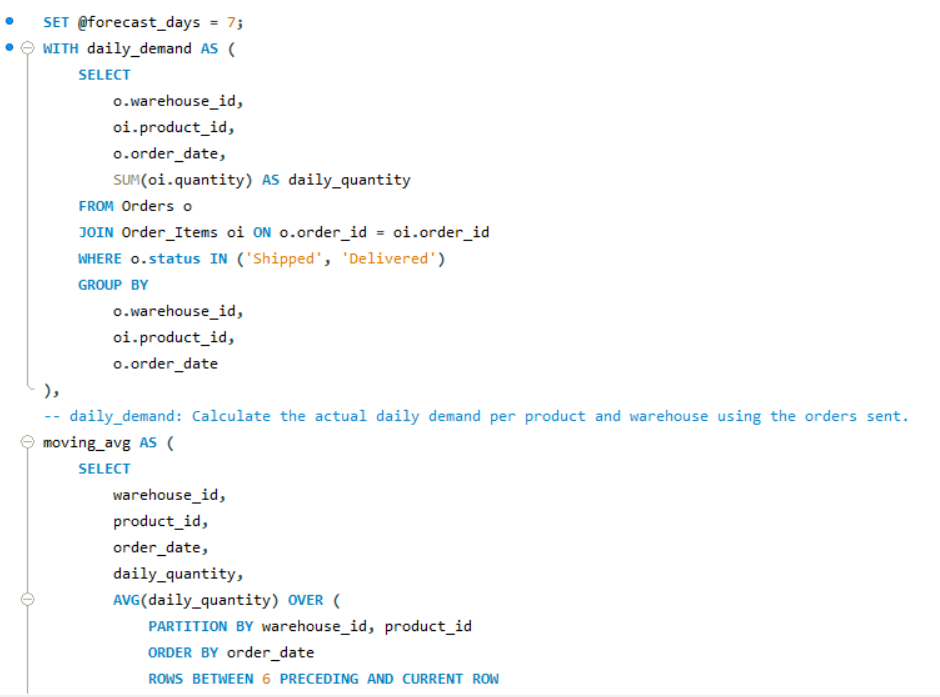 SET @forecast_days = 7;
WITH daily_demand AS (
SELECT
o.warehouse_id,
oi.product_id,
o.order_date,
SUM(oi.quantity) AS daily_quantity
FROM Orders o
JOIN Order_Items oi ON o.order_id = oi.order_id
WHERE o.status IN ('Shipped', 'Delivered')
GROUP BY
o.warehouse_id,
oi.product_id,
o.order_date
),
-- daily_demand: Calculate the actual daily demand per product and warehouse using the orders sent.
moving_avg AS (
SELECT
warehouse_id,
product_id,
order_date,
daily_quantity,
AVG(daily_quantity) OVER (
PARTITION BY warehouse_id, product_id
ORDER BY order_date
ROWS BETWEEN 6 PRECEDING AND CURRENT ROW